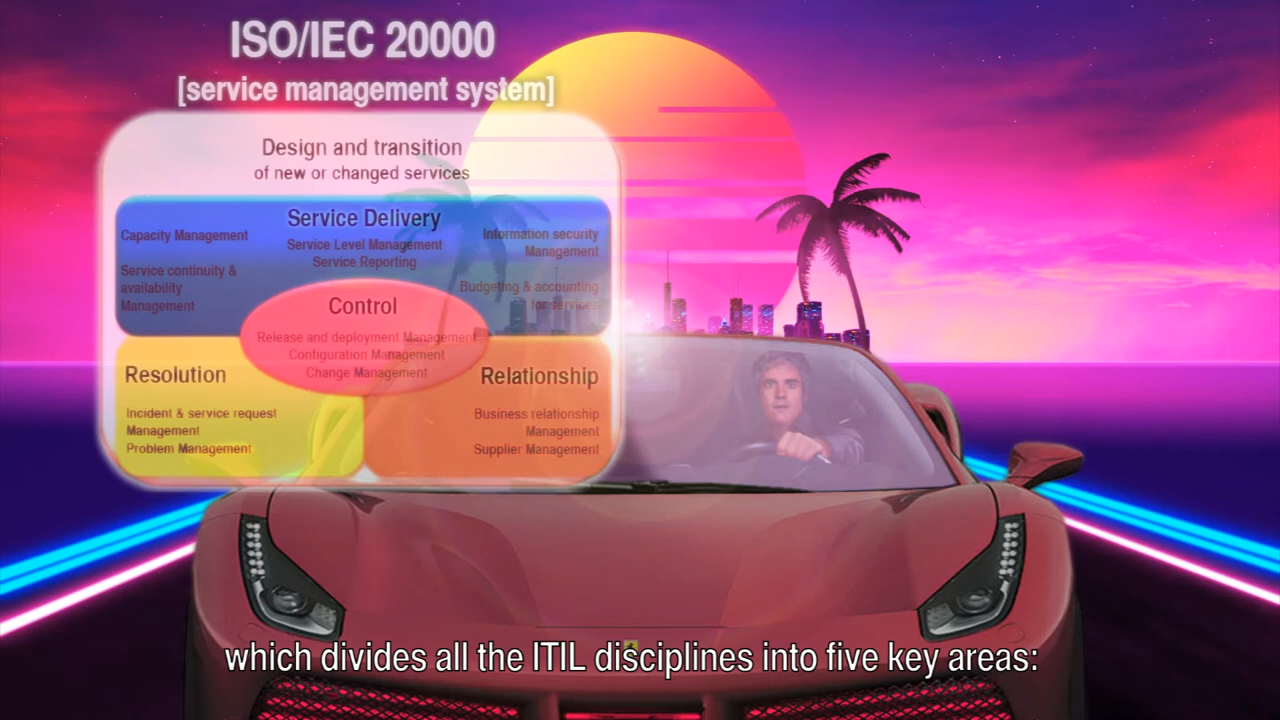 ISO/IEC 20000
[service management system]
Design and transition
of new or changed services
Service Delivery
Capacity Management
Service Level Management
Service Reporting
Information security
Management
Service continuity &
availability
Management
Budgeting & accounting
for services
Control
Release and deployment Management
Configuration Management
Change Management
Resolution
Incident & service request
Management
Problem Management
Relationship
Business relationship
Management
Supplier Management
which divides all the ITIL disciplines into five key areas: